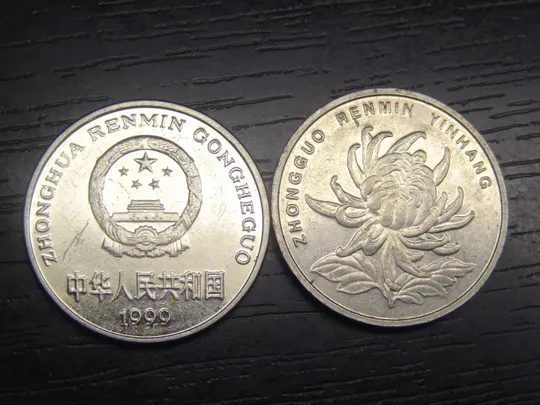 ZHONGHUA RENMIN GONGHEGUO
中华人民共和国
1999
ZHONGGUO RENMIN YINHANG